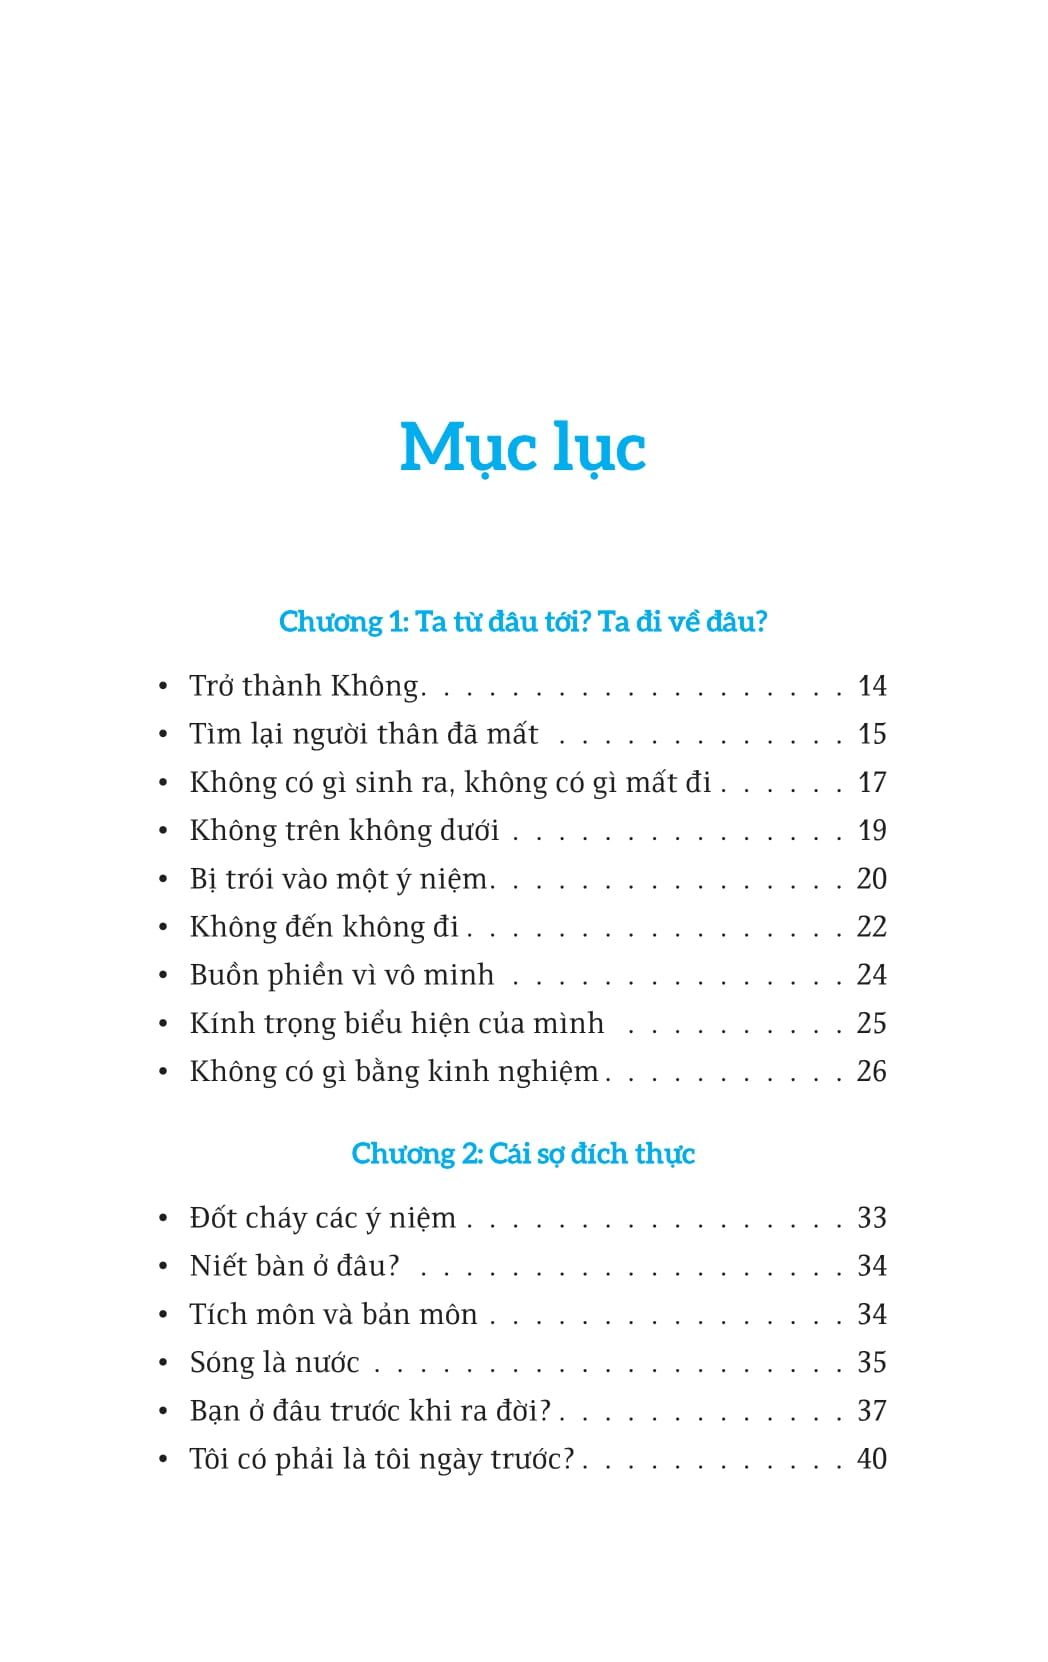 Mục lục
Chương 1: Ta từ đâu tới? Ta đi về đâu?
• Trở thành Không. . . . . . . . . . . . . . . . . . . 14
• Tìm lại người thân đã mất . . . . . . . . . . . . . 15
• Không có gì sinh ra, không có gì mất đi . . . . . . 17
• Không trên không dưới . . . . . . . . . . . . . . . 19
• Bị trói vào một ý niệm. . . . . . . . . . . . . . . . 20
• Không đến không đi . . . . . . . . . . . . . . . . . 22
• Buồn phiền vì vô minh . . . . . . . . . . . . . . . 24
• Kính trọng biểu hiện của mình . . . . . . . . . . 25
• Không có gì bằng kinh nghiệm . . . . . . . . . . . 26
Chương 2: Cái sợ đích thực
• Đốt cháy các ý niệm . . . . . . . . . . . . . . . . . 33
• Niết bàn ở đâu? . . . . . . . . . . . . . . . . . . . 34
• Tích môn và bản môn . . . . . . . . . . . . . . . . 34
• Sóng là nước . . . . . . . . . . . . . . . . . . . . . 35
• Bạn ở đâu trước khi ra đời? . . . . . . . . . . . . . 37
• Tôi có phải là tôi ngày trước? . . . . . . . . . . . . 40